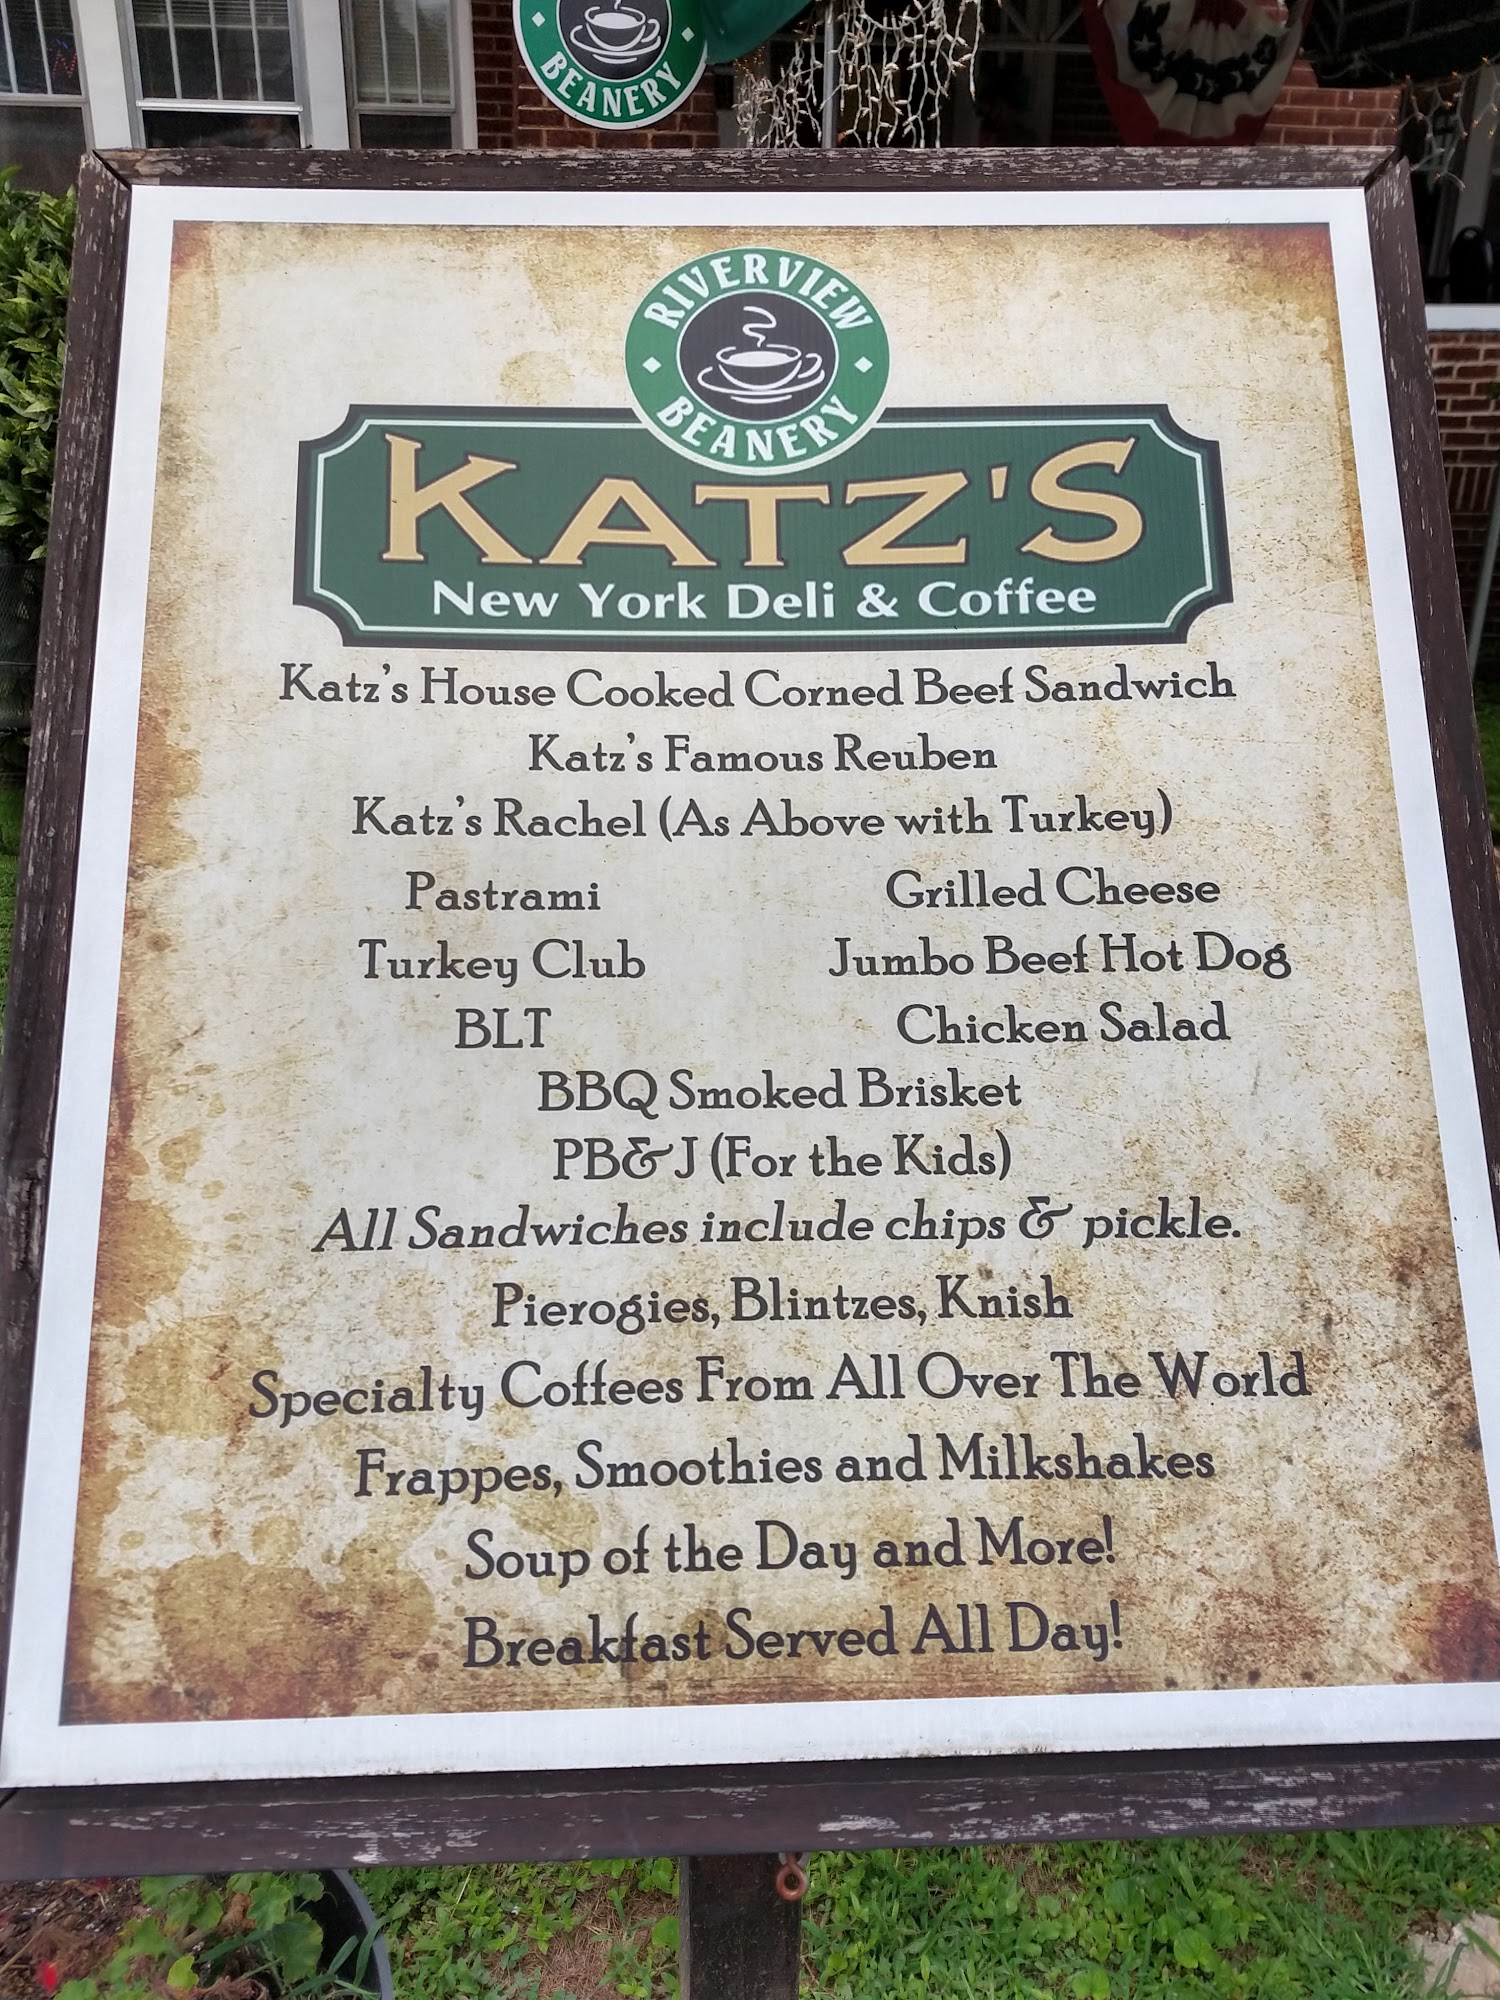 BEANERY
RIVERVIEW
BEANERY
KATZ'S
New York Deli & Coffee
Katz's House Cooked Corned Beef Sandwich
Katz's Famous Reuben
Katz's Rachel (As Above with Turkey)
Pastrami
Grilled Cheese
Turkey Club
Jumbo Beef Hot Dog
BLT
Chicken Salad
BBQ Smoked Brisket
PB&J (For the Kids)
All Sandwiches include chips & pickle.
Pierogies, Blintzes, Knish
Specialty Coffees From All Over The World
Frappes, Smoothies and Milkshakes
Soup of the Day and More!
Breakfast Served All Day!